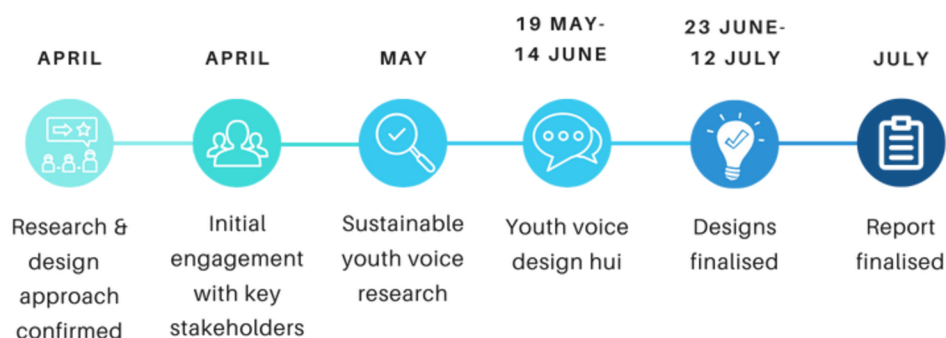 APRIL
Research &
design
approach
confirmed
APRIL
Initial
engagement
with key
stakeholders
MAY
Sustainable
youth voice
research
19 MAY-
14 JUNE
Youth voice
design hui
23 JUNE-
12 JULY
Designs
finalised
JULY
Report
finalised